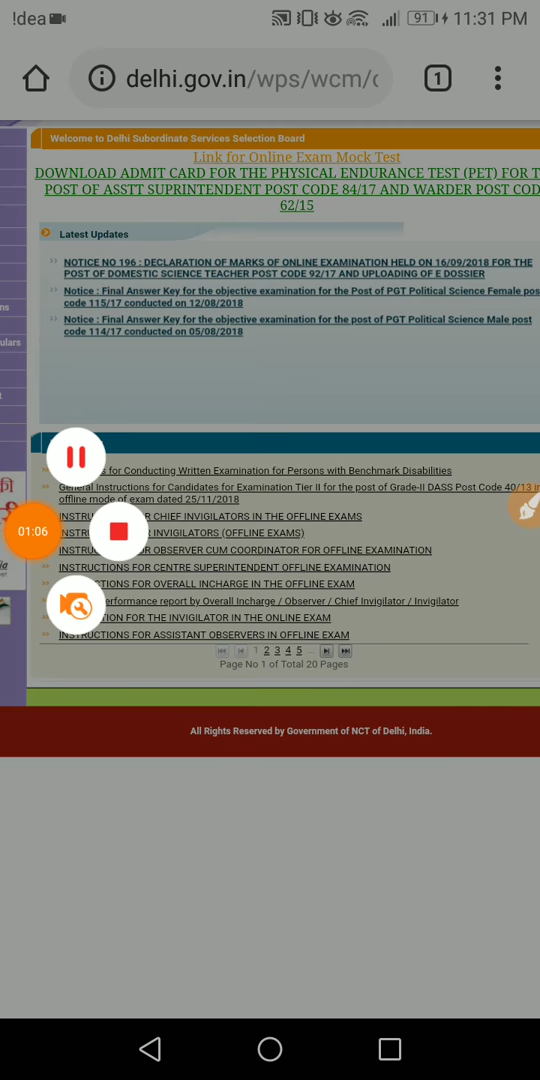 !dea 91 11:31 PM
delhi.gov.in/wps/wcm/c 1
Welcome to Delhi Subordinate Services Selection Board
Link for Online Exam Mock Test
DOWNLOAD ADMIT CARD FOR THE PHYSICAL ENDURANCE TEST (PET) FOR T
POST OF ASSTT SUPRINTENDENT POST CODE 84/17 AND WARDER POST COD
62/15
Latest Updates
NOTICE NO 196 : DECLARATION OF MARKS OF ONLINE EXAMINATION HELD ON 16/09/2018 FOR THE
POST OF DOMESTIC SCIENCE TEACHER POST CODE 92/17 AND UPLOADING OF E DOSSIER
Notice : Final Answer Key for the objective examination for the Post of PGT Political Science Female pos
code 115/17 conducted on 12/08/2018
Notice : Final Answer Key for the objective examination for the post of PGT Political Science Male post
code 114/17 conducted on 05/08/2018
ns
ulars
t
s for Conducting Written Examination for Persons with Benchmark Disabilities
General Instructions for Candidates for Examination Tier II for the post of Grade-II DASS Post Code 40/13 in
offline mode of exam dated 25/11/2018
INSTRU R CHIEF INVIGILATORS IN THE OFFLINE EXAMS
INSTRU INVIGILATORS (OFFLINE EXAMS)
INSTRUCT OR OBSERVER CUM COORDINATOR FOR OFFLINE EXAMINATION
INSTRUCTIONS FOR CENTRE SUPERINTENDENT OFFLINE EXAMINATION
CTIONS FOR OVERALL INCHARGE IN THE OFFLINE EXAM
erformance report by Overall Incharge / Observer / Chief Invigilator / Invigilator
TION FOR THE INVIGILATOR IN THE ONLINE EXAM
INSTRUCTIONS FOR ASSISTANT OBSERVERS IN OFFLINE EXAM
की
01:06
ia
1 2 3 4 5 ...
Page No 1 of Total 20 Pages
All Rights Reserved by Government of NCT of Delhi, India.